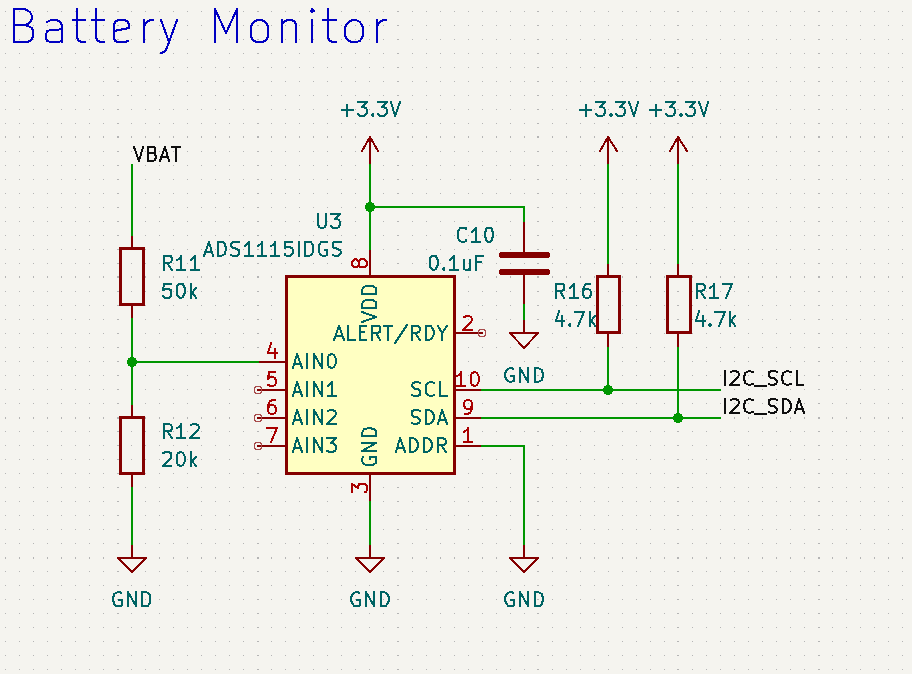 Battery Monitor
+3.3V
+3.3V +3.3V
VBAT
U3
ADS1115IDGS
C10
0.1uF
R11
50k
R16
4.7k
R17
4.7k
8
VDD
ALERT/RDY
2
4
AIN0
GND
5
AIN1
SCL
10
I2C_SCL
6
AIN2
SDA
9
I2C_SDA
7
AIN3
GND
ADDR
1
R12
20k
3
GND
GND
GND